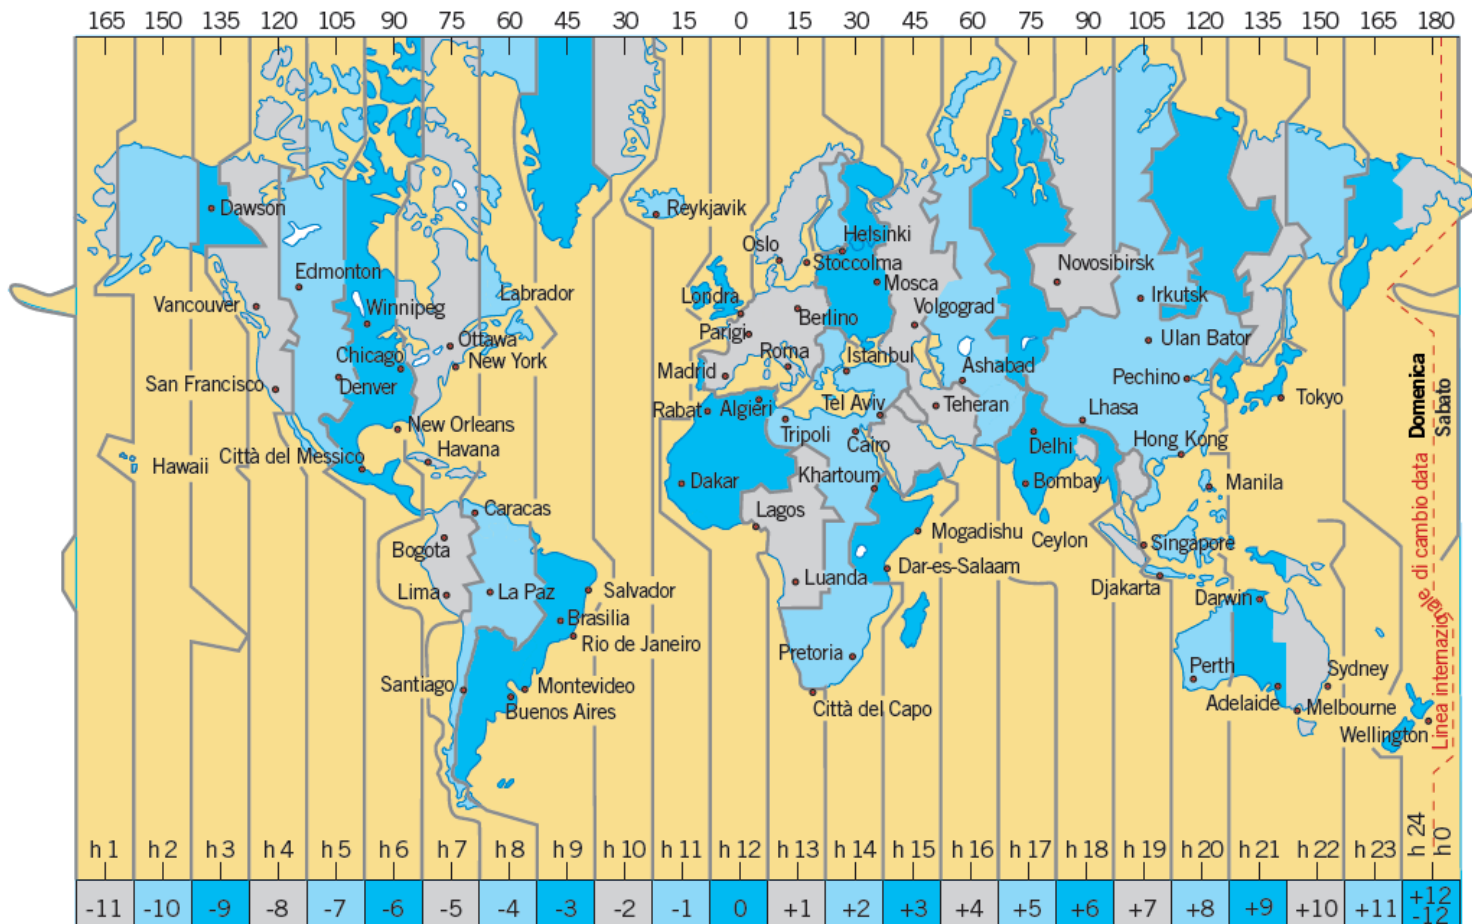 165 150 135 120 105 90 75 60 45 30 15 0 15 30 45 60 75 90 105 120 135 150 165 180
Dawson
Reykjavik
Helsinki
Oslo
Stoccolma
Novosibirsk
Edmonton
Mosca
Labrador
Londra
Irkutsk
Vancouver
Winnipeg
Volgograd
Berlino
Parigi
Ottawa
Ulan Bator
Roma
Istanbul
Chicago
New York
Ashabad
Madrid
Pechino
San Francisco
Denver
Tokyo
Rabat
Algieri
Tel Aviv
Teheran
Lhasa
New Orleans
Tripoli
Cairo
Delhi
Hong Kong
Havana
Città del Messico
Hawaii
Khartoum
Dakar
Bombay
Manila
Caracas
Lagos
Mogadishu
Ceylon
Bogota
Singapore
Dar-es-Salaam
Luanda
Djakarta
Lima
La Paz
Salvador
Darwin
Brasilia
Rio de Janeiro
Pretoria
Perth
Sydney
Santiago
Montevideo
Adelaide
Melbourne
Buenos Aires
Città del Capo
Wellington
Domenica
Sabato
Linea internazionale di cambio data
h 1 h 2 h 3 h 4 h 5 h 6 h 7 h 8 h 9 h 10 h 11 h 12 h 13 h 14 h 15 h 16 h 17 h 18 h 19 h 20 h 21 h 22 h 23 h 24 h 0
-11 -10 -9 -8 -7 -6 -5 -4 -3 -2 -1 0 +1 +2 +3 +4 +5 +6 +7 +8 +9 +10 +11 +12
-12